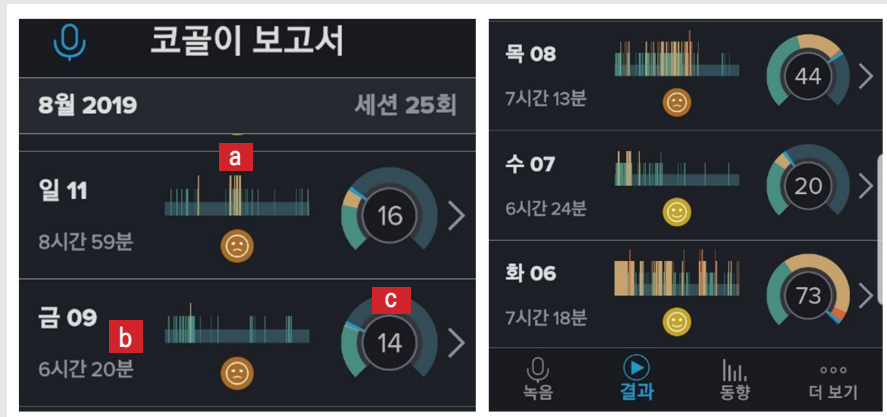 코골이 보고서
8월 2019 세션 25회
a
일 11
16
8시간 59분
c
금 09
b
14
6시간 20분
목 08
44
7시간 13분
수 07
20
6시간 24분
화 06
73
7시간 18분
녹음 결과 동향 더 보기